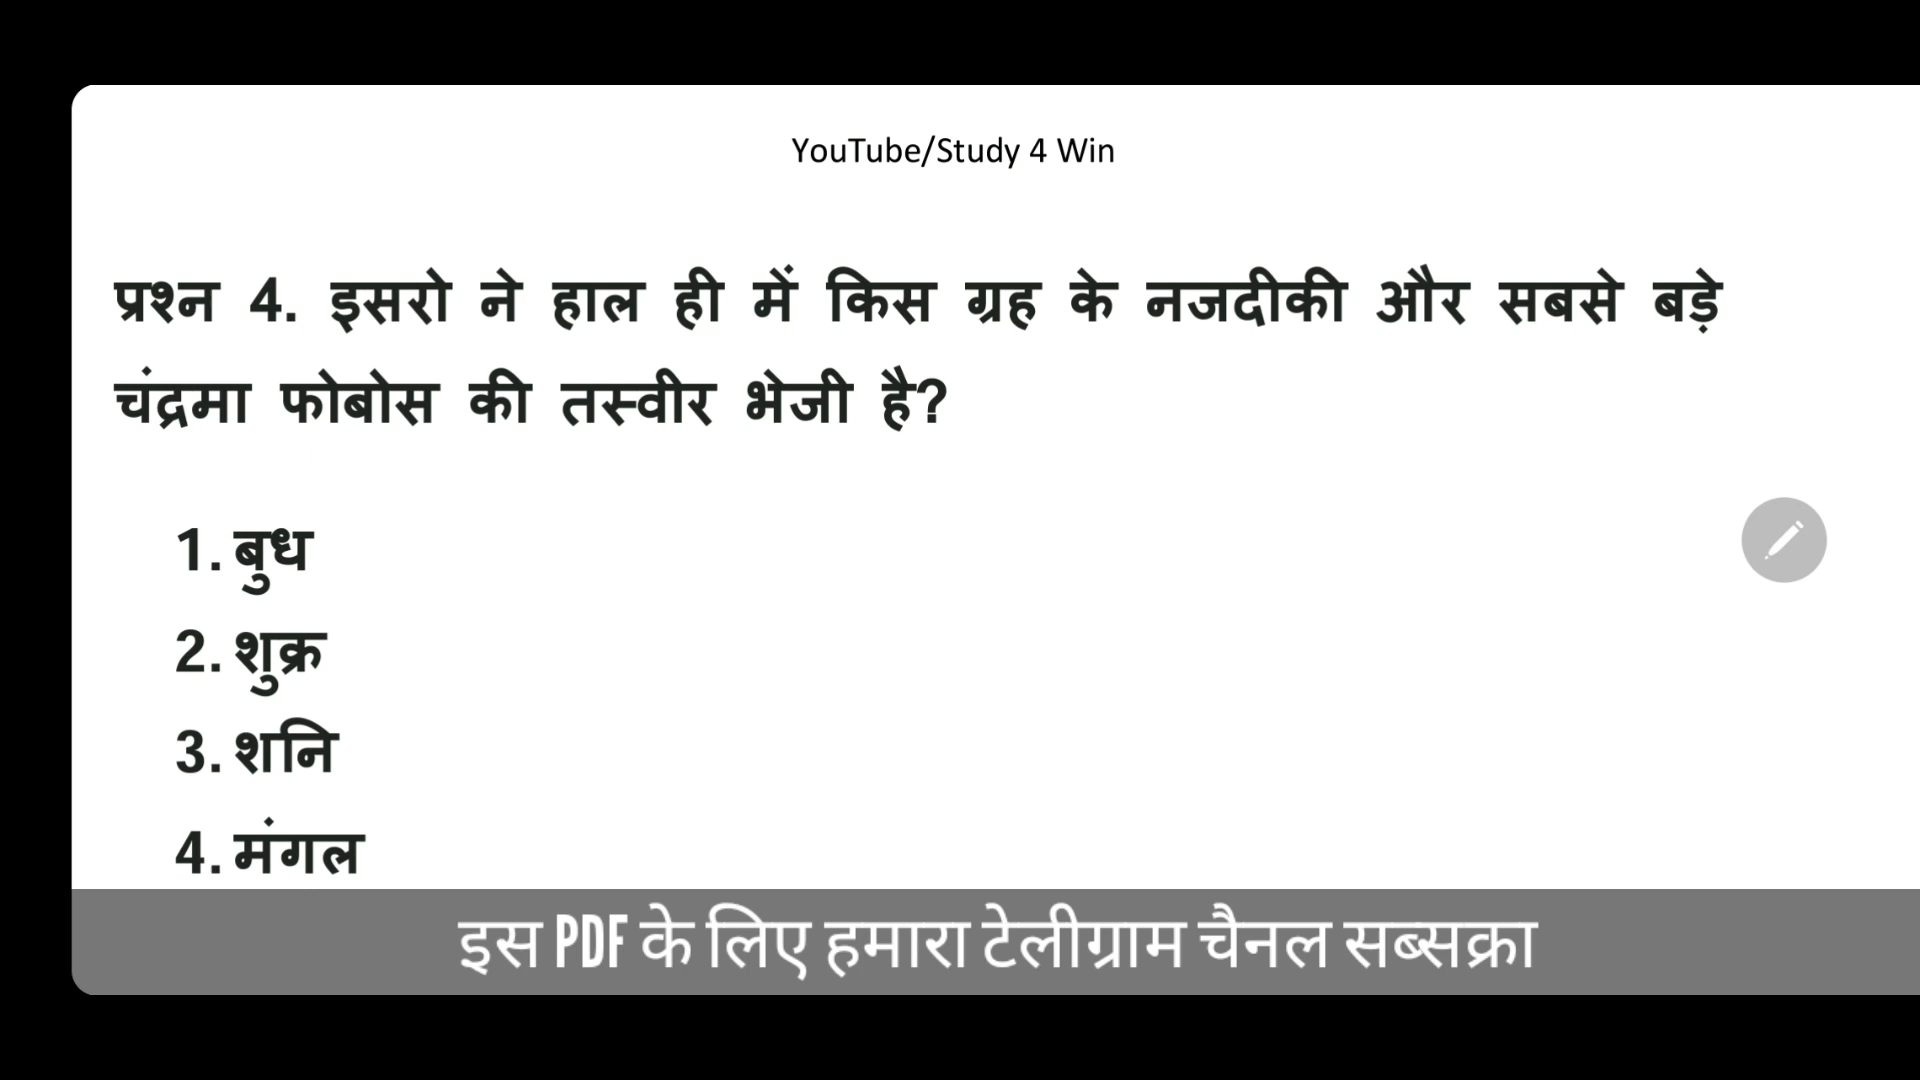 YouTube/Study 4 Win
प्रश्न 4. इसरो ने हाल ही में किस ग्रह के नजदीकी और सबसे बड़े
चंद्रमा फोबोस की तस्वीर भेजी है?
1. बुध
2. शुक्र
3. शनि
4. मंगल
इस PDF के लिए हमारा टेलीग्राम चैनल सब्सक्रा